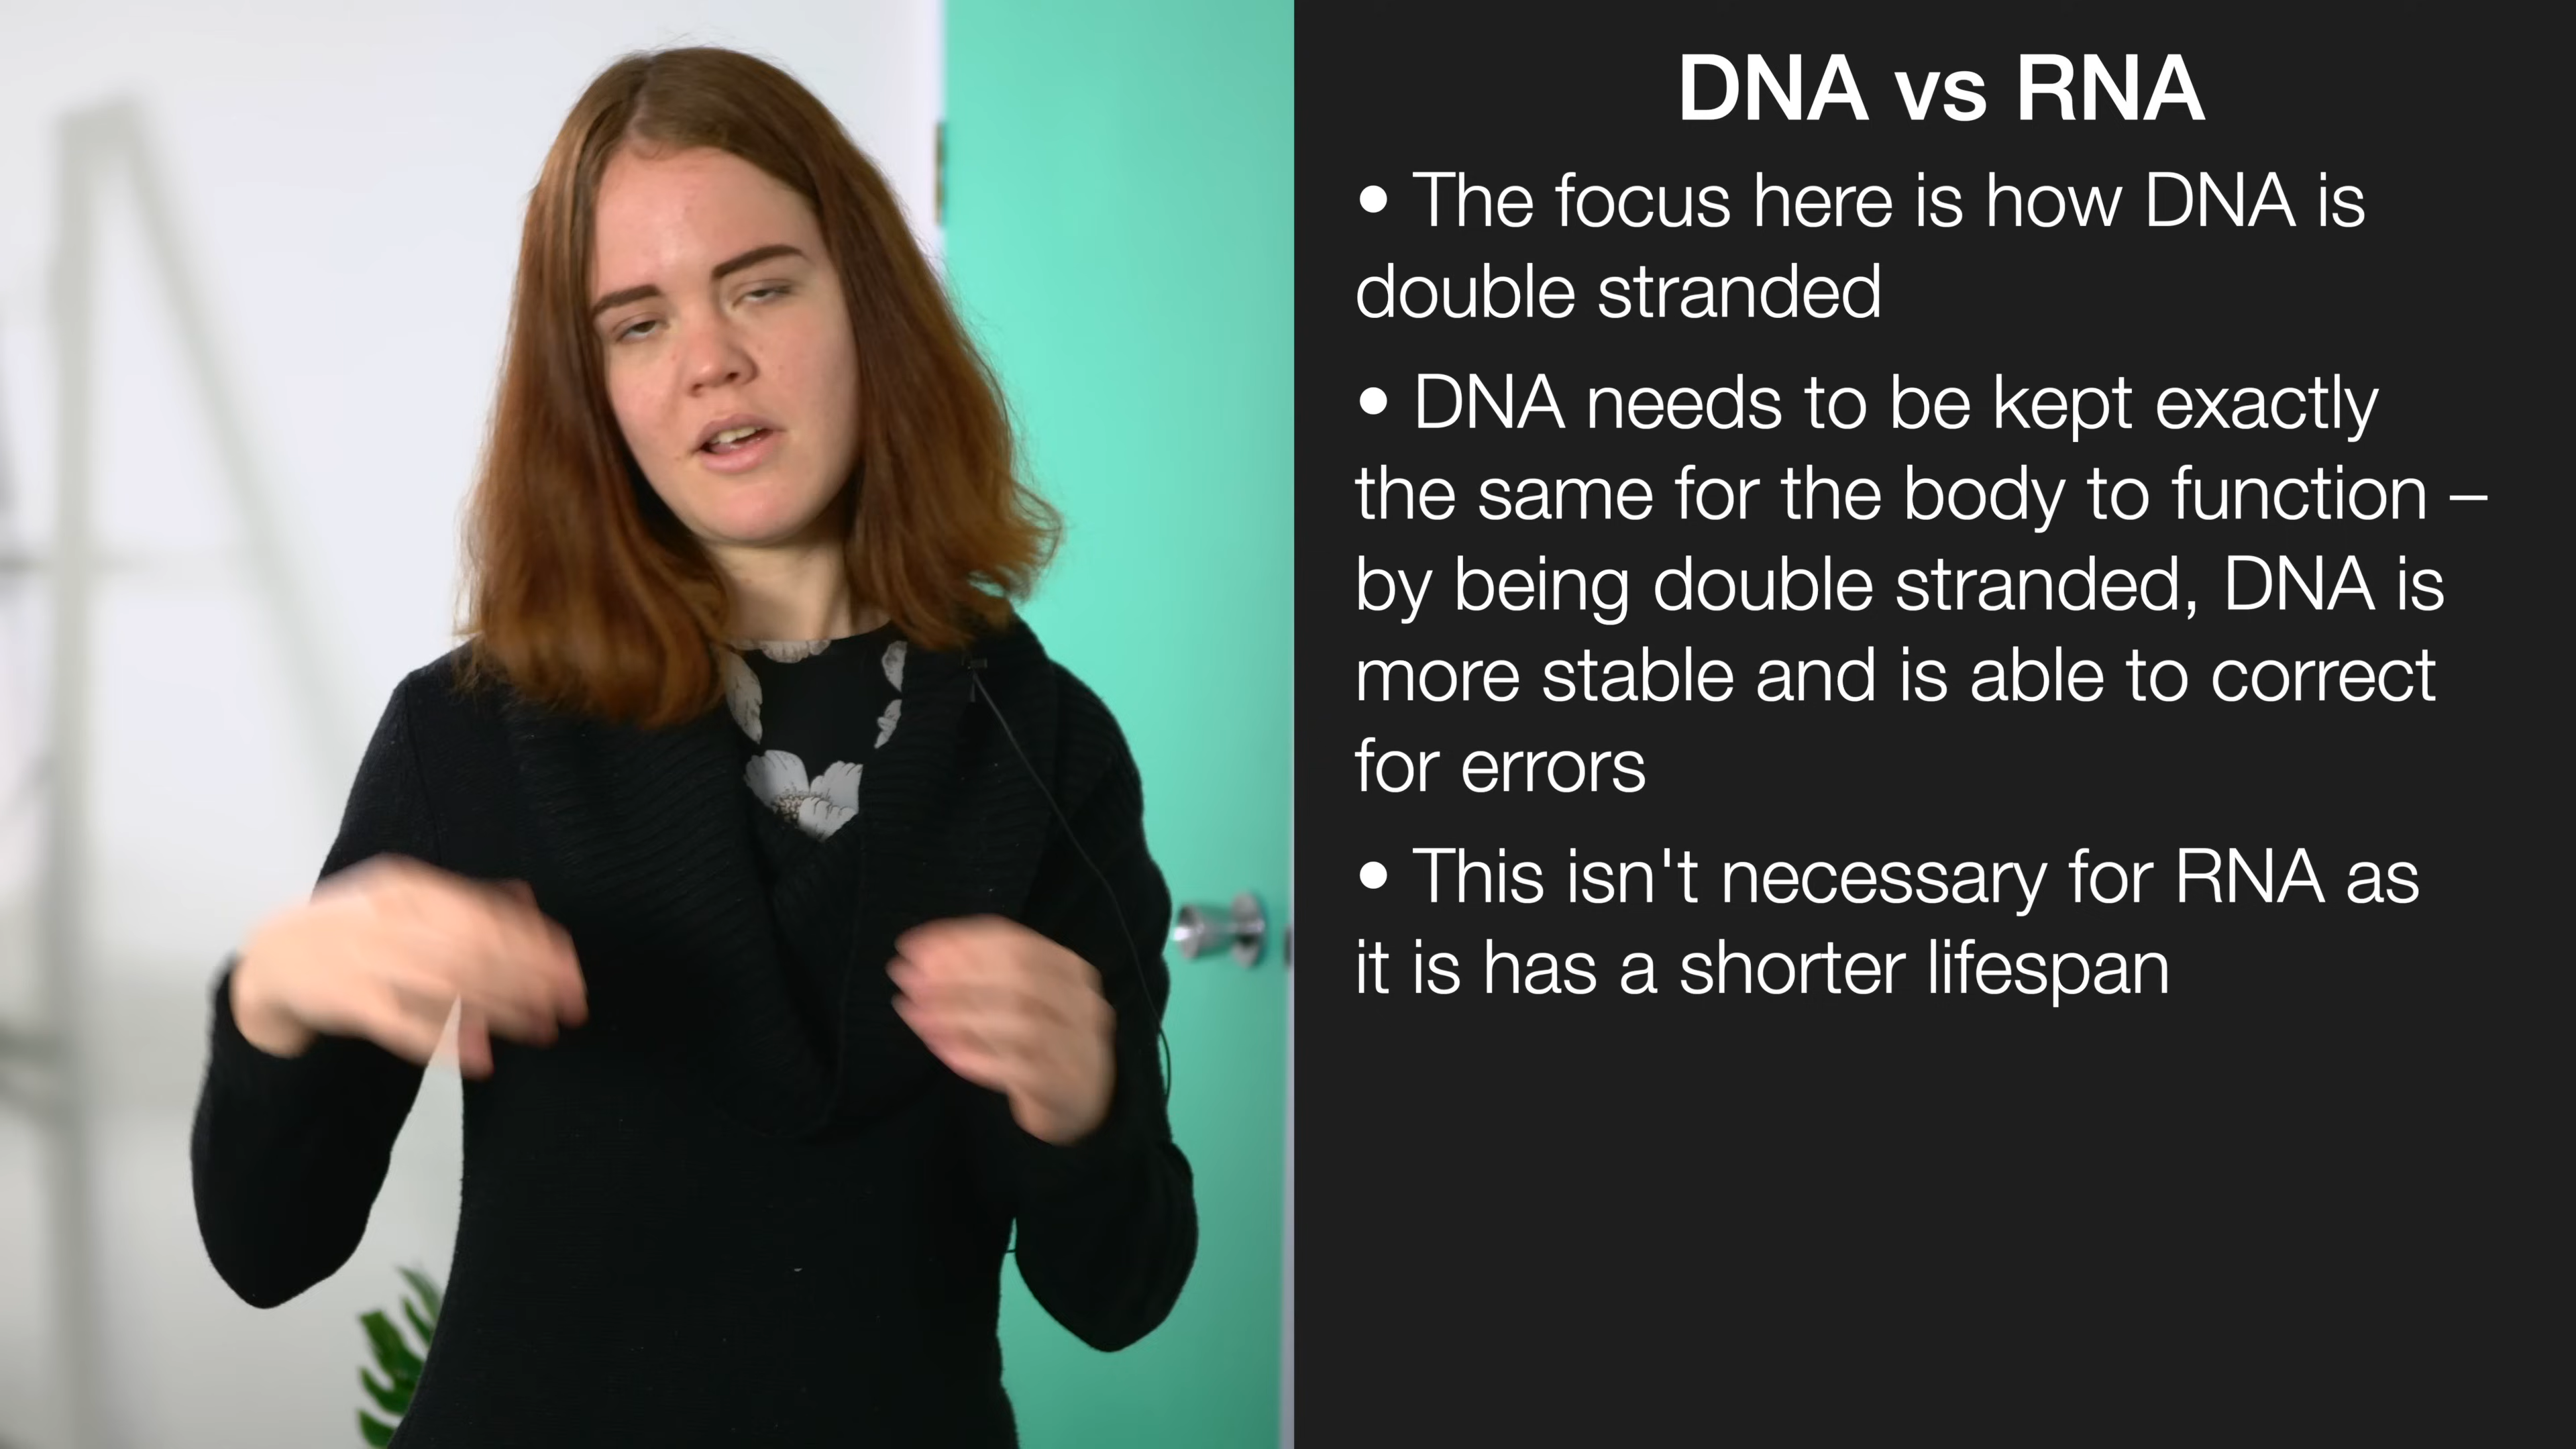 DNA vs RNA
• The focus here is how DNA is
double stranded
• DNA needs to be kept exactly
the same for the body to function –
by being double stranded, DNA is
more stable and is able to correct
for errors
• This isn't necessary for RNA as
it is has a shorter lifespan